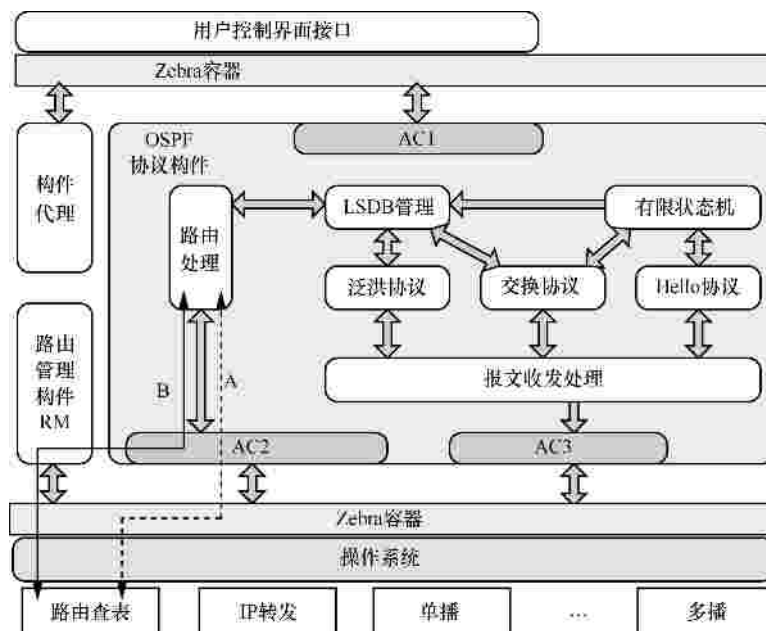 用户控制界面接口
Zebra容器
OSPF
协议构件
AC1
构件
代理
路由
处理
LSDB管理
有限状态机
泛洪协议
交换协议
Hello协议
路由
管理
构件
RM
B
A
报文收发处理
AC2
AC3
Zebra容器
操作系统
路由查表
IP转发
单播
...
多播